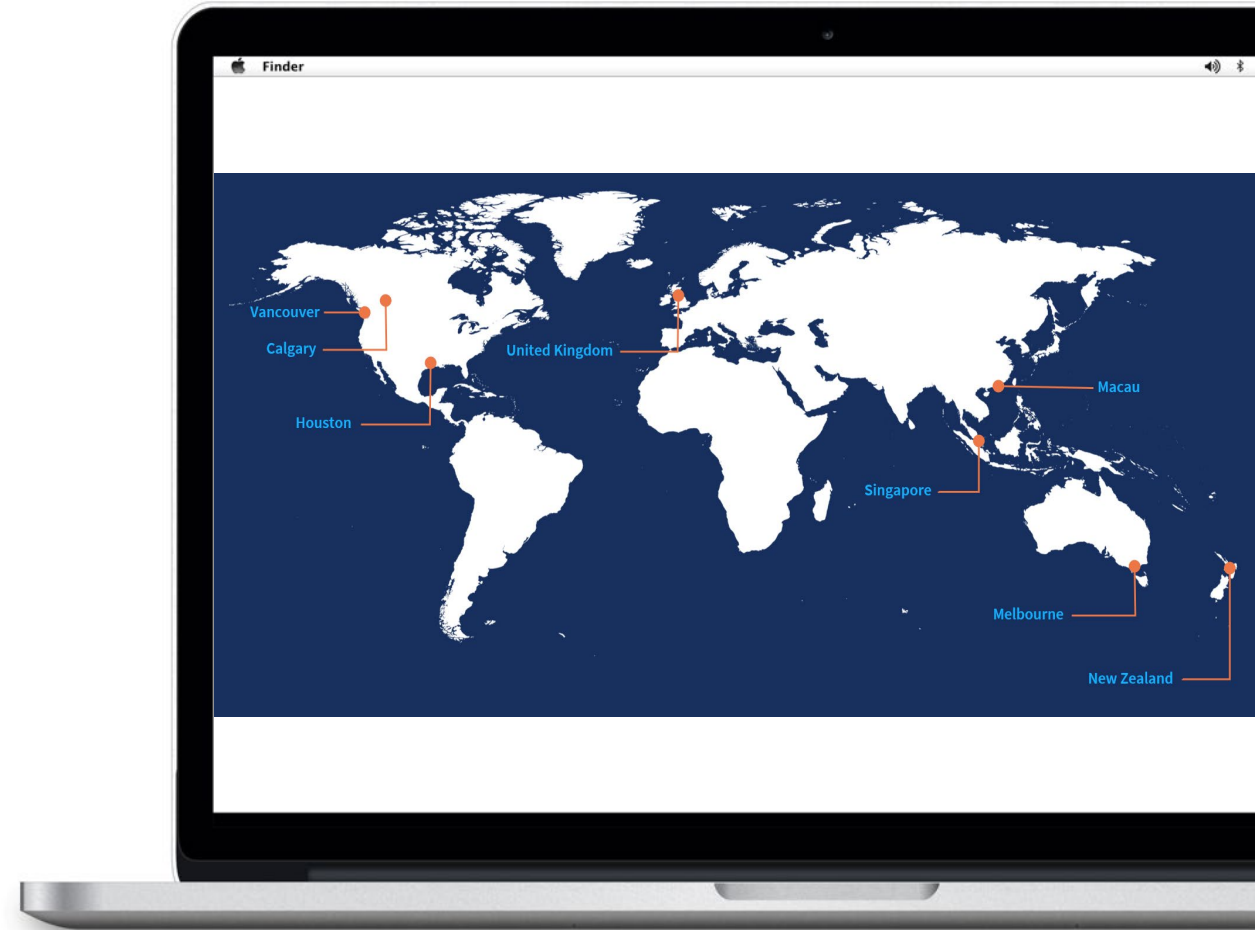 Finder
Vancouver
Calgary
United Kingdom
Macau
Houston
Singapore
Melbourne
New Zealand